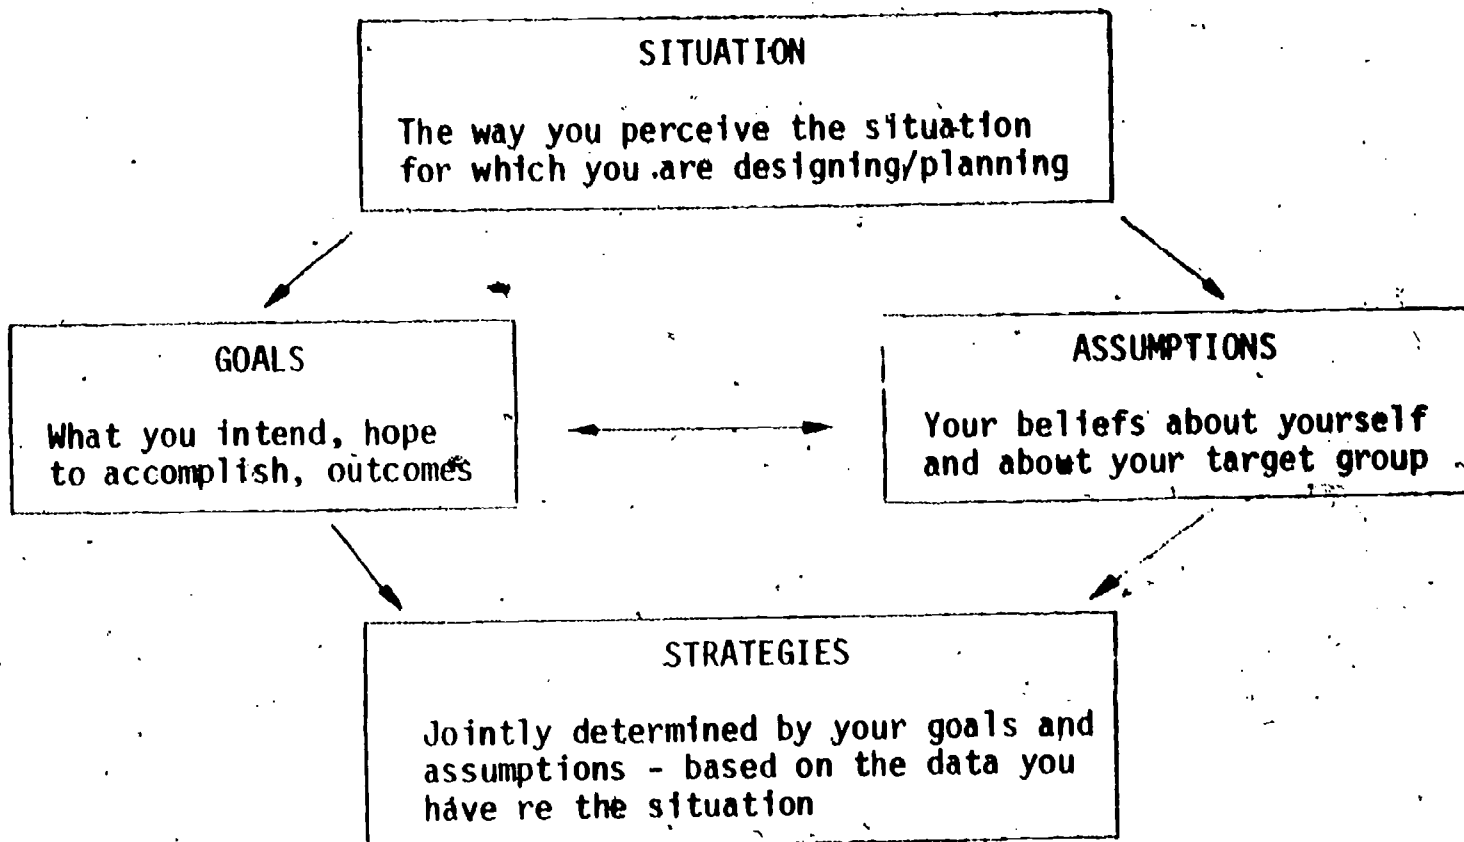 SITUATION
The way you perceive the situation
for which you are designing/planning
GOALS
What you intend, hope
to accomplish, outcomes
ASSUMPTIONS
Your beliefs about yourself
and about your target group
STRATEGIES
Jointly determined by your goals and
assumptions - based on the data you
have re the situation